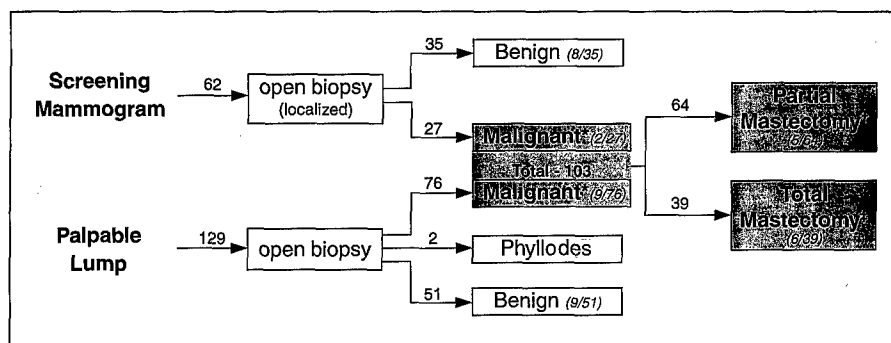 Screening
Mammogram
62
open biopsy
(localized)
35
Benign (8/35)
27
Malignant* (2/27)
Total - 103
76
Malignant* (9/76)
64
Partial
Mastectomy
39
Total
Mastectomy
(6/39)
Palpable
Lump
129
open biopsy
2
Phyllodes
51
Benign (9/51)